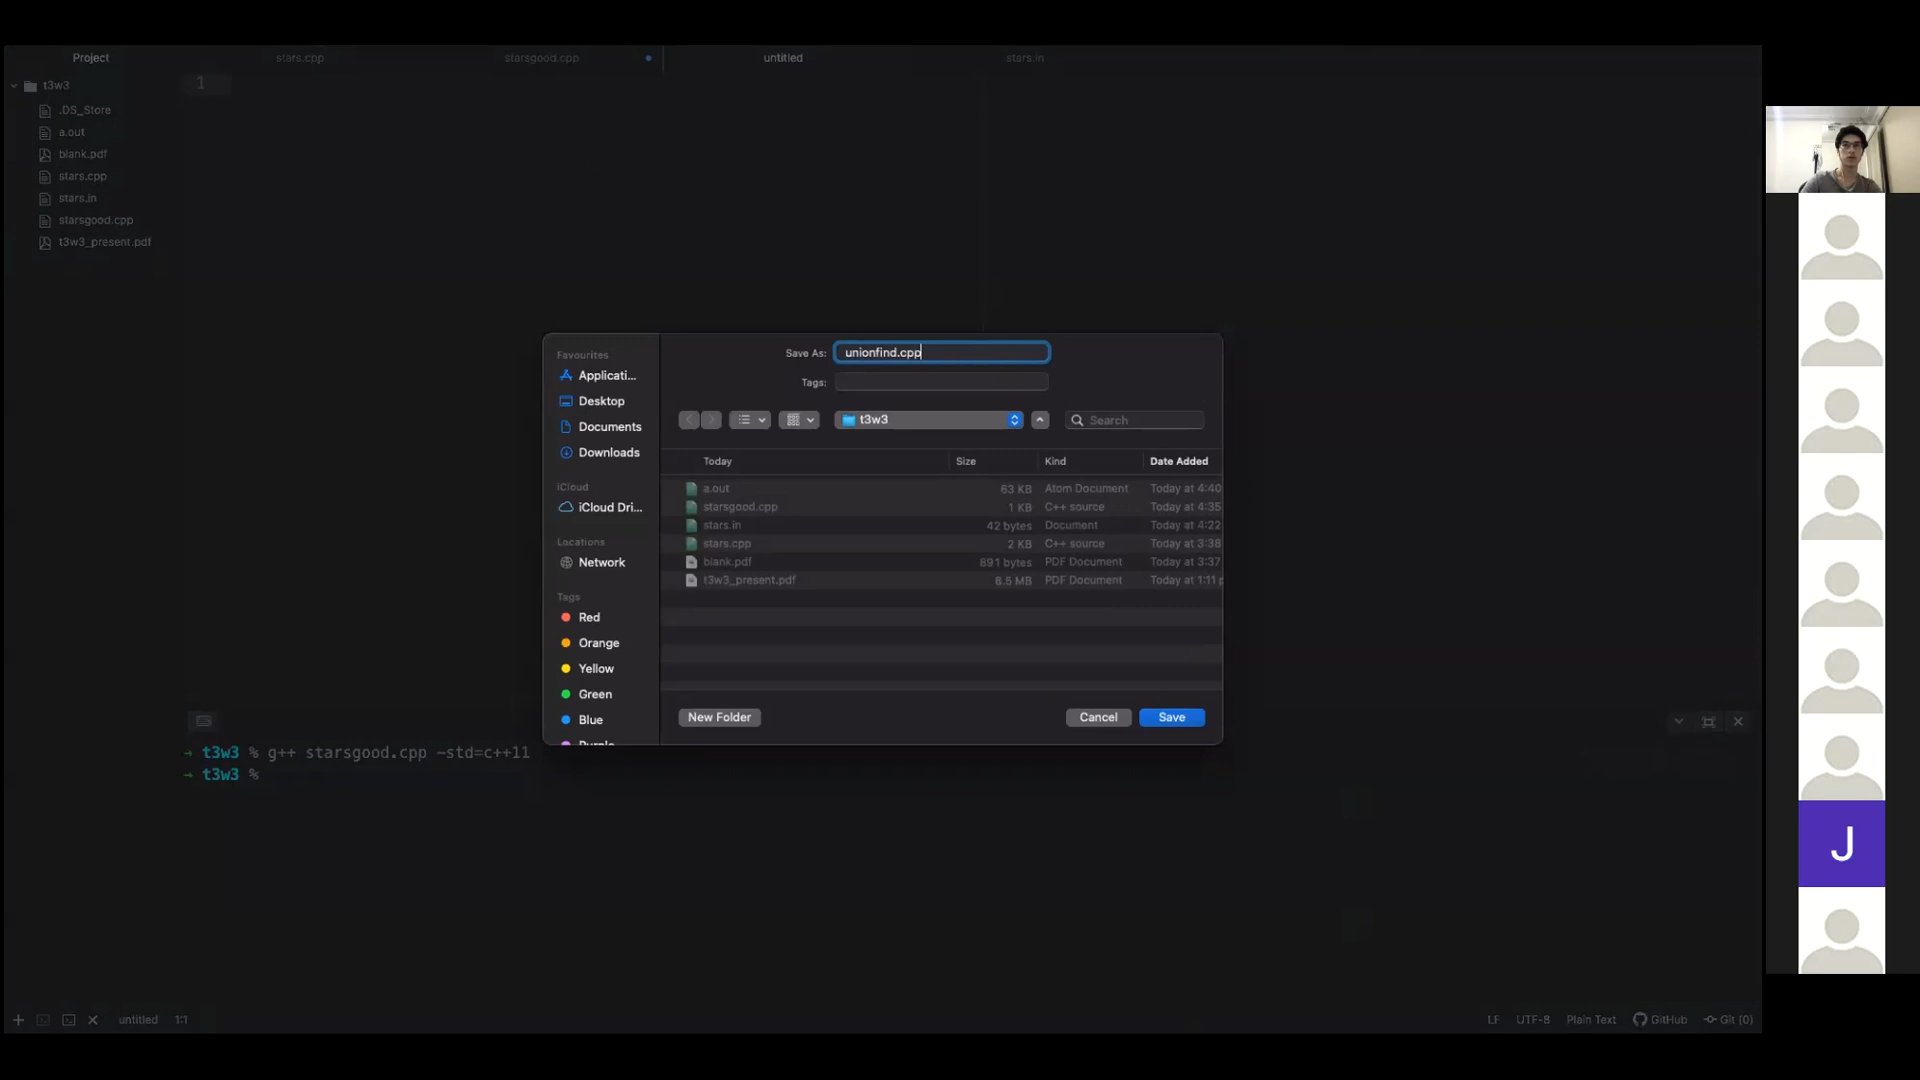 Project
stars.cpp
starsgood.cpp
untitled
stars.in
t3w3
1
.DS_Store
a.out
blank.pdf
stars.cpp
stars.in
starsgood.cpp
t3w3_present.pdf
Save As: unionfind.cpp
Tags:
t3w3
Search
Favourites
Applicati...
Desktop
Documents
Downloads
iCloud
iCloud Dri...
Locations
Network
Tags
Red
Orange
Yellow
Green
Blue
Purple
Today Size Kind Date Added
a.out 63 KB Atom Document Today at 4:40
starsgood.cpp 1 KB C++ source Today at 4:35
stars.in 42 bytes Document Today at 4:22
stars.cpp 2 KB C++ source Today at 3:38
blank.pdf 891 bytes PDF Document Today at 3:37
t3w3_present.pdf 8.5 MB PDF Document Today at 1:11 p
New Folder
Cancel
Save
→ t3w3 % g++ starsgood.cpp -std=c++11
→ t3w3 %
J
untitled 1:1
LF UTF-8 Plain Text GitHub Git (0)